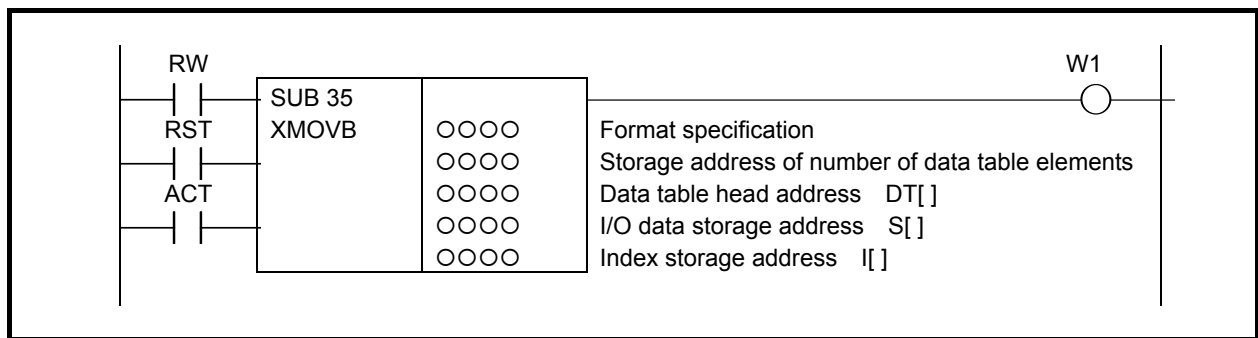 RW W1
SUB 35
RST XMOVB ○○○○ Format specification
○○○○ Storage address of number of data table elements
ACT ○○○○ Data table head address DT[ ]
○○○○ I/O data storage address S[ ]
○○○○ Index storage address I[ ]